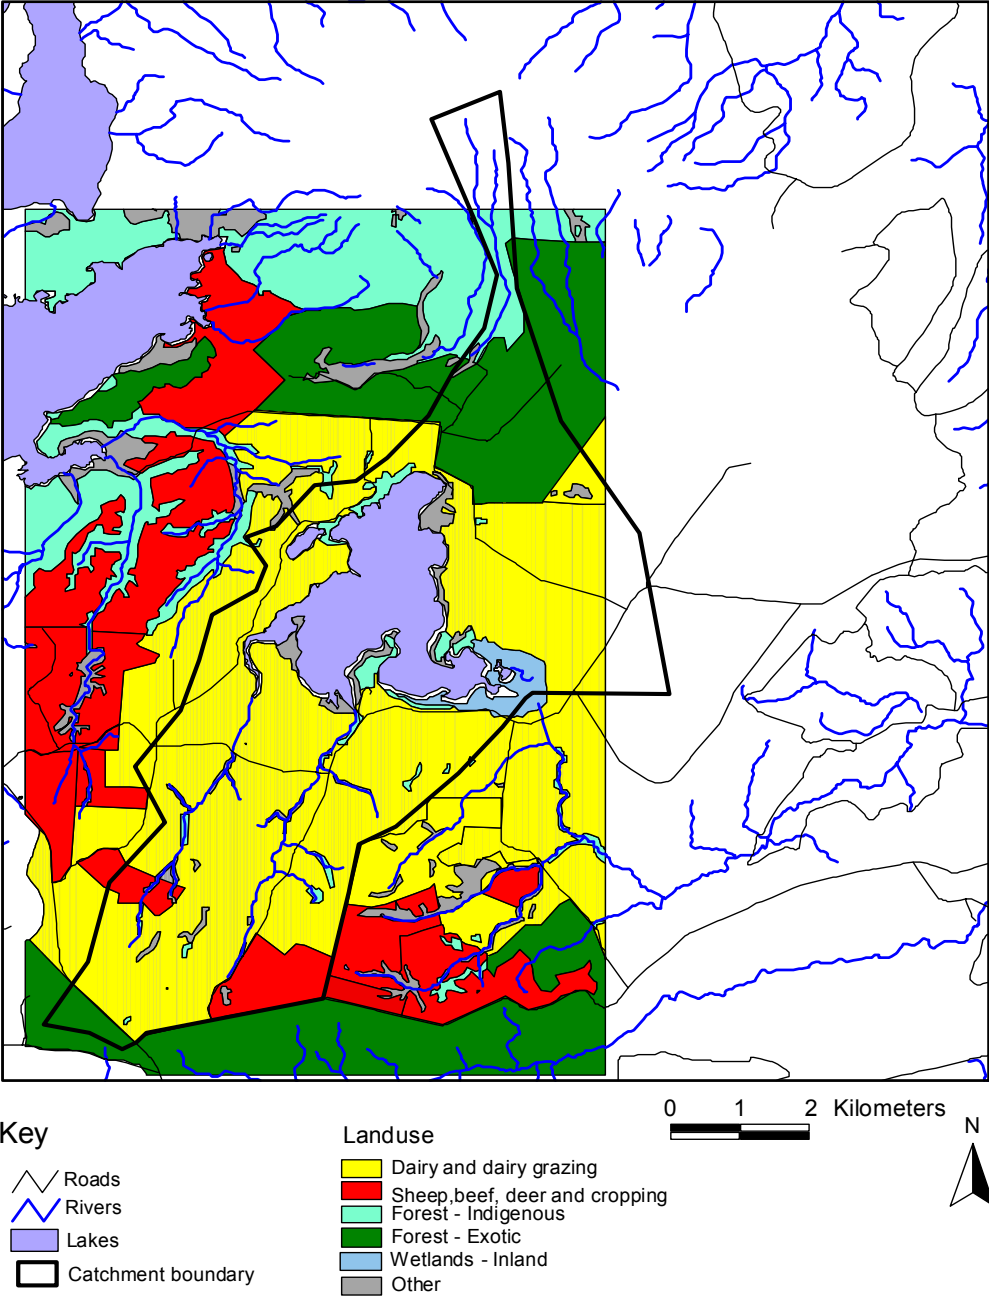 0 1 2 Kilometers
N
Key
Roads
Rivers
Lakes
Catchment boundary
Landuse
Dairy and dairy grazing
Sheep,beef, deer and cropping
Forest - Indigenous
Forest - Exotic
Wetlands - Inland
Other